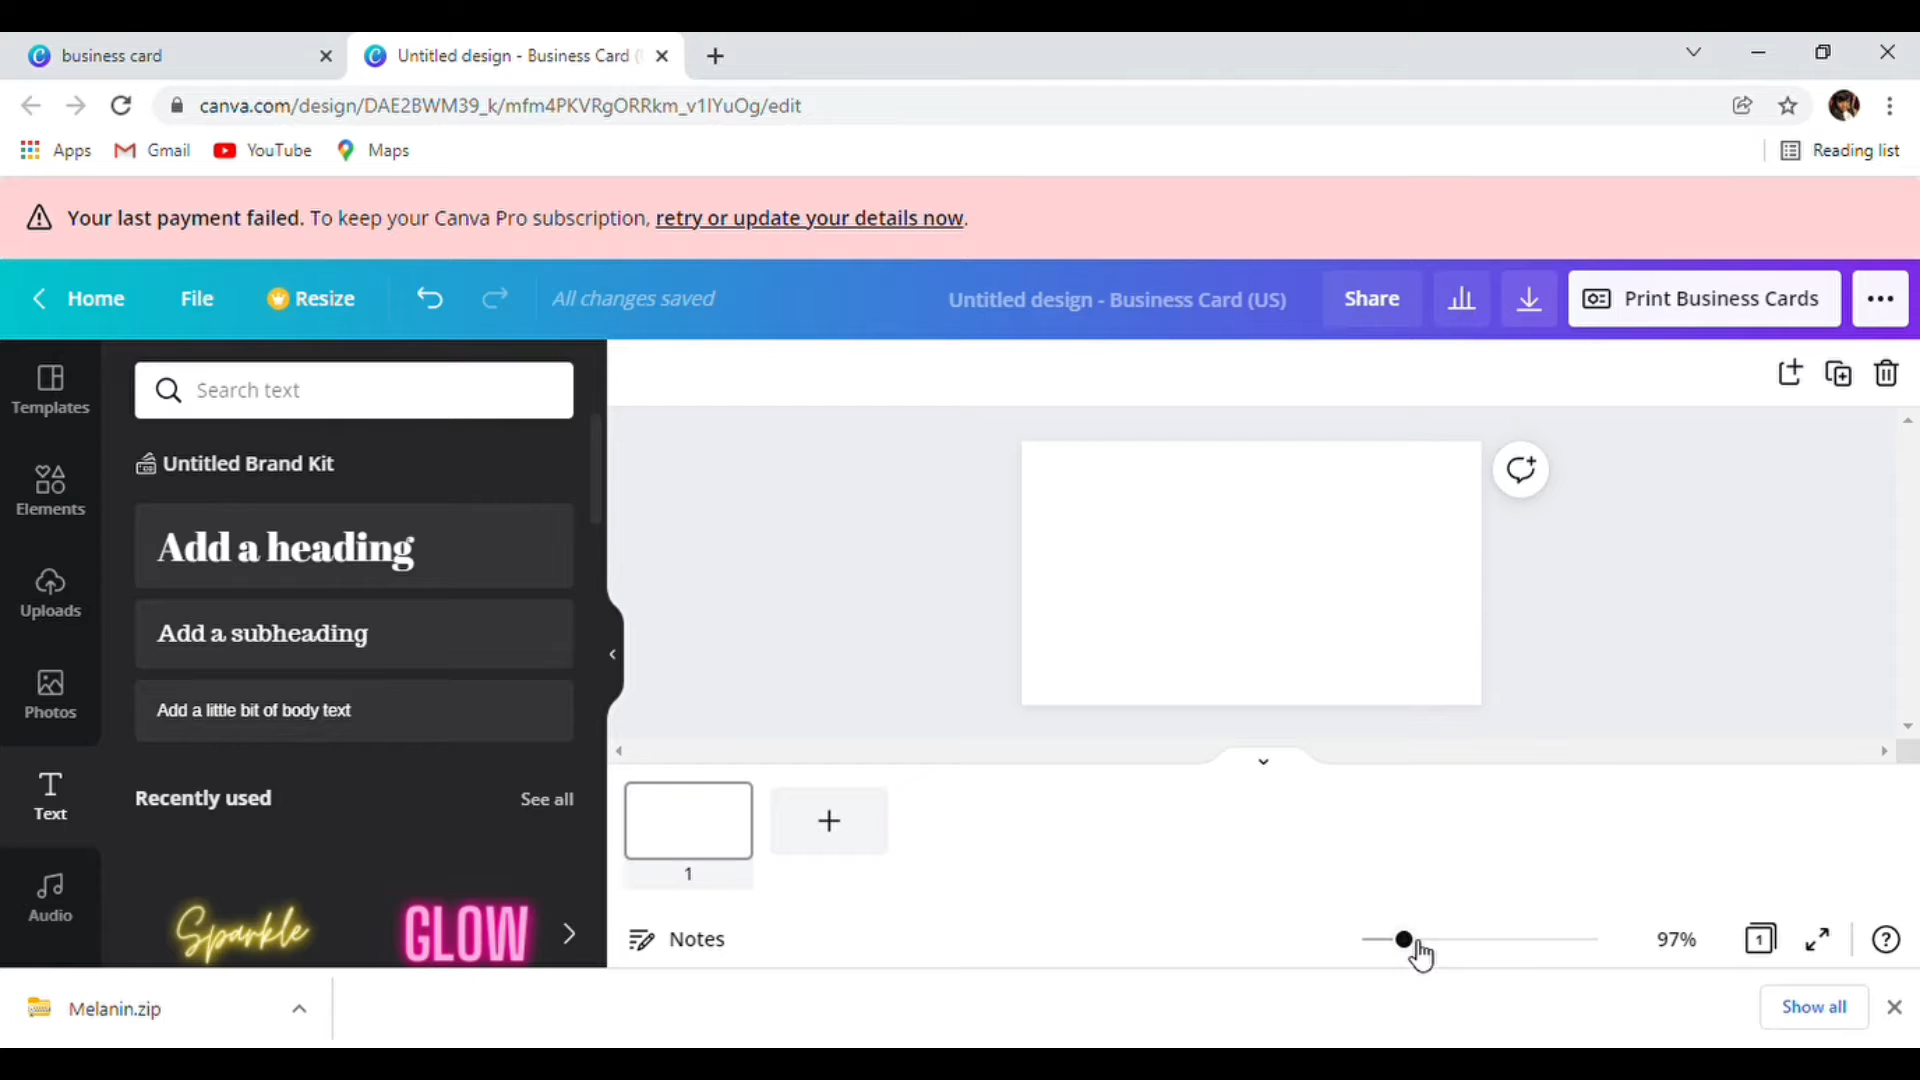 business card
Untitled design - Business Card (
canva.com/design/DAE2BWM39_k/mfm4PKVRgORRkm_v1IYuOg/edit
Apps
Gmail
YouTube
Maps
Reading list
Your last payment failed. To keep your Canva Pro subscription, retry or update your details now.
Home
File
Resize
All changes saved
Untitled design - Business Card (US)
Share
Print Business Cards
Templates
Elements
Uploads
Photos
Text
Audio
Search text
Untitled Brand Kit
Add a heading
Add a subheading
Add a little bit of body text
Recently used
See all
Sparkle
GLOW
1
Notes
97%
1
Melanin.zip
Show all